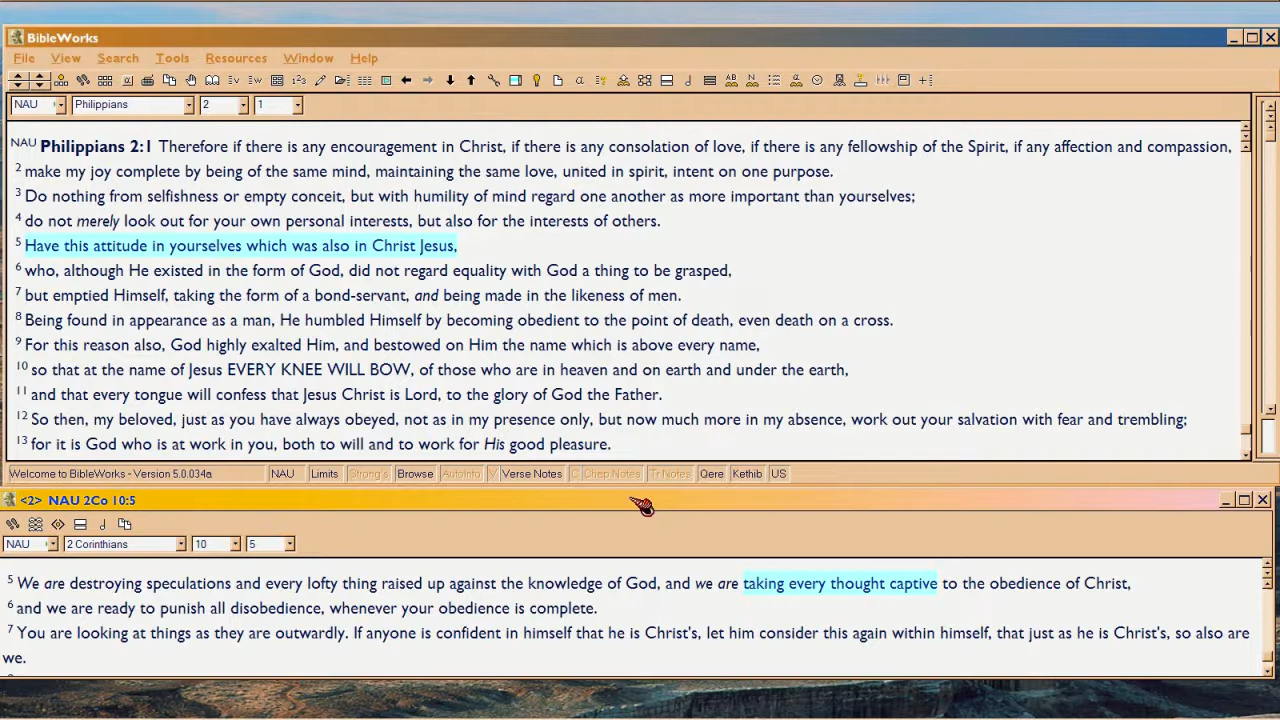 BibleWorks
File View Search Tools Resources Window Help
NAU Philippians 2 1
NAU Philippians 2:1 Therefore if there is any encouragement in Christ, if there is any consolation of love, if there is any fellowship of the Spirit, if any affection and compassion,
2 make my joy complete by being of the same mind, maintaining the same love, united in spirit, intent on one purpose.
3 Do nothing from selfishness or empty conceit, but with humility of mind regard one another as more important than yourselves;
4 do not merely look out for your own personal interests, but also for the interests of others.
5 Have this attitude in yourselves which was also in Christ Jesus,
6 who, although He existed in the form of God, did not regard equality with God a thing to be grasped,
7 but emptied Himself, taking the form of a bond-servant, and being made in the likeness of men.
8 Being found in appearance as a man, He humbled Himself by becoming obedient to the point of death, even death on a cross.
9 For this reason also, God highly exalted Him, and bestowed on Him the name which is above every name,
10 so that at the name of Jesus EVERY KNEE WILL BOW, of those who are in heaven and on earth and under the earth,
11 and that every tongue will confess that Jesus Christ is Lord, to the glory of God the Father.
12 So then, my beloved, just as you have always obeyed, not as in my presence only, but now much more in my absence, work out your salvation with fear and trembling;
13 for it is God who is at work in you, both to will and to work for His good pleasure.
Welcome to BibleWorks - Version 5.0.034a NAU Limits Strong's Browse AutoInfo V Verse Notes C Chap Notes Tr Notes Qere Kethib US
<2> NAU 2Co 10:5
NAU 2 Corinthians 10 5
5 We are destroying speculations and every lofty thing raised up against the knowledge of God, and we are taking every thought captive to the obedience of Christ,
6 and we are ready to punish all disobedience, whenever your obedience is complete.
7 You are looking at things as they are outwardly. If anyone is confident in himself that he is Christ's, let him consider this again within himself, that just as he is Christ's, so also are
we.